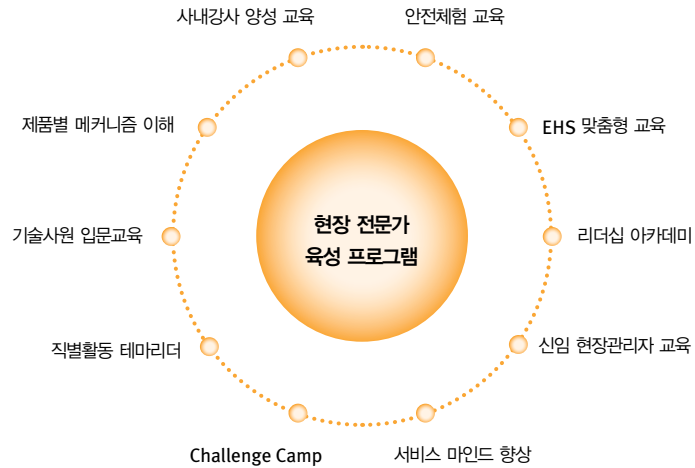 사내강사 양성 교육
안전체험 교육
제품별 메커니즘 이해
EHS 맞춤형 교육
현장 전문가
육성 프로그램
기술사원 입문교육
리더십 아카데미
직별활동 테마리더
신임 현장관리자 교육
Challenge Camp
서비스 마인드 향상